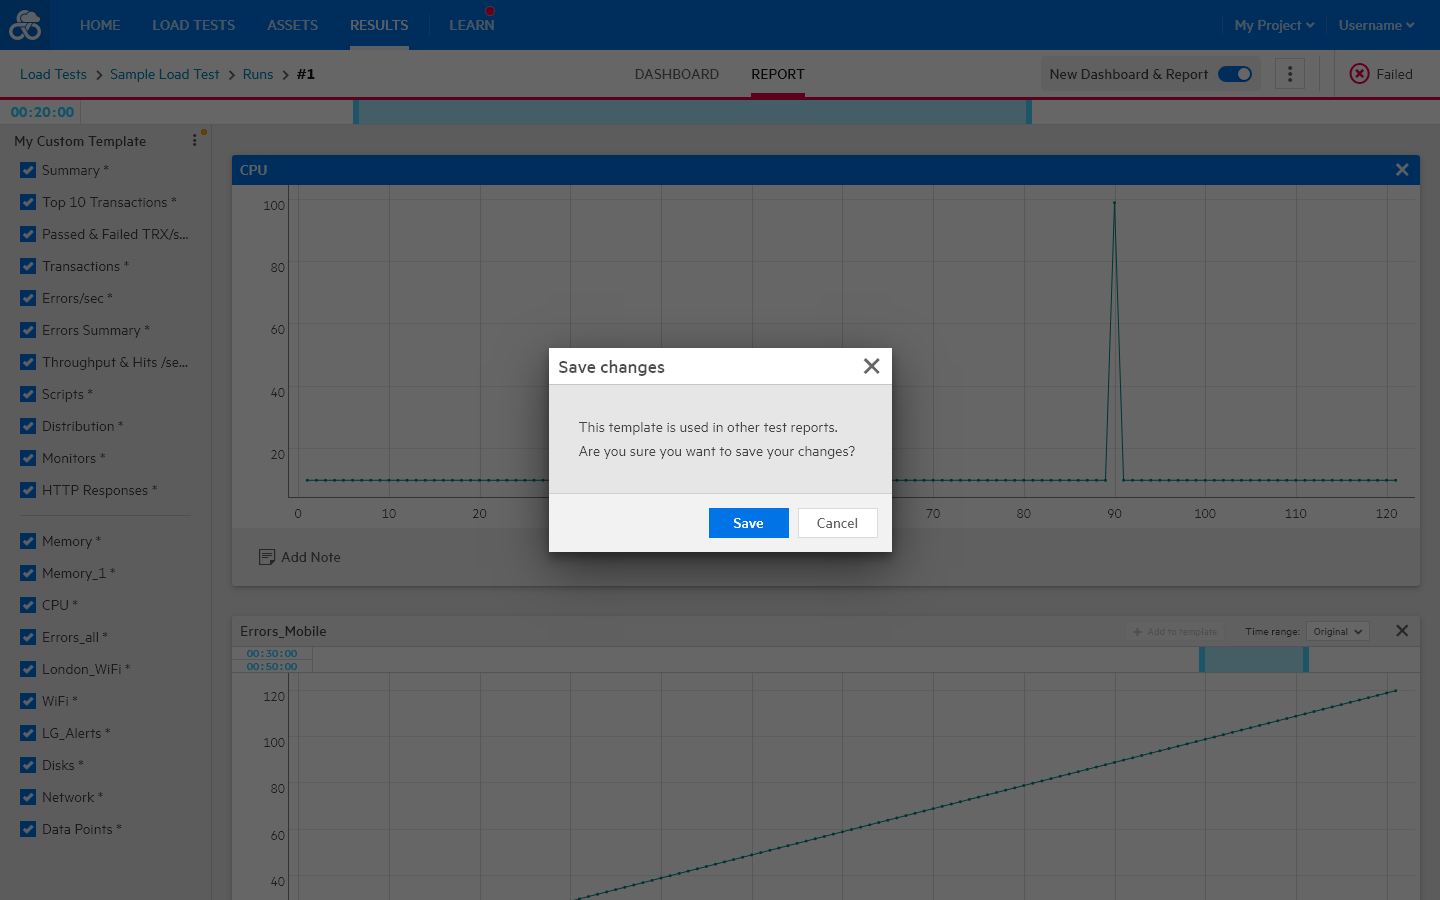 HOME LOAD TESTS ASSETS RESULTS LEARN My Project Username
Load Tests > Sample Load Test > Runs > #1 DASHBOARD REPORT New Dashboard & Report Failed
00:20:00
My Custom Template
Summary *
Top 10 Transactions *
Passed & Failed TRX/s...
Transactions *
Errors/sec *
Errors Summary *
Throughput & Hits /se...
Scripts *
Distribution *
Monitors *
HTTP Responses *
Memory *
Memory_1 *
CPU *
Errors_all *
London_WiFi *
WiFi *
LG_Alerts *
Disks *
Network *
Data Points *
CPU
100
80
60
40
20
0 10 20 70 80 90 100 110 120
Add Note
Save changes
This template is used in other test reports.
Are you sure you want to save your changes?
Save Cancel
Errors_Mobile + Add to template Time range: Original
00:30:00
00:50:00
120
100
80
60
40